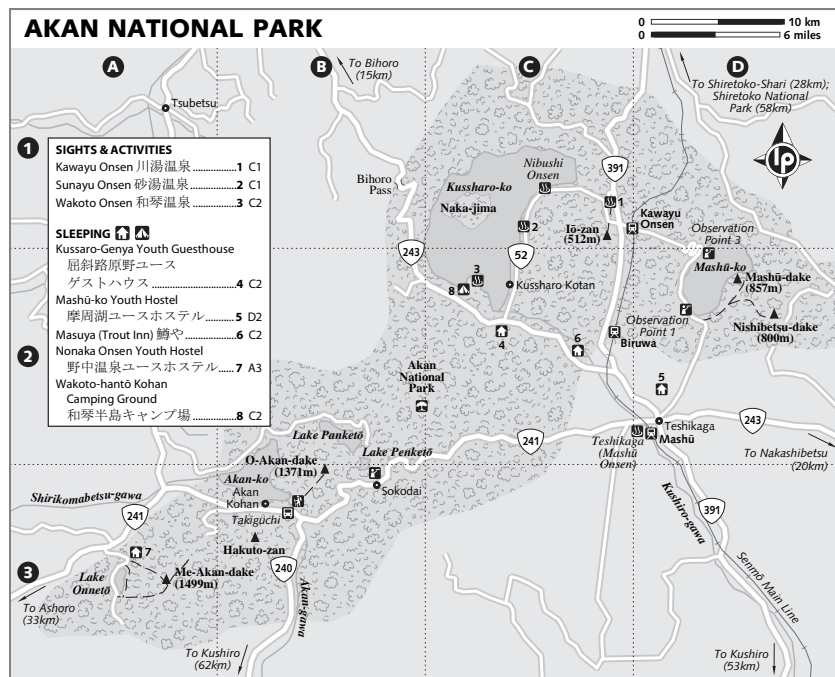 AKAN NATIONAL PARK
0 10 km
0 6 miles
A
B
C
D
1
2
3
To Bihoro
(15km)
To Shiretoko-Shari (28km);
Shiretoko National
Park (58km)
Tsubetsu
SIGHTS & ACTIVITIES
Kawayu Onsen 川湯温泉 1 C1
Sunayu Onsen 砂湯温泉 2 C1
Wakoto Onsen 和琴温泉 3 C2
SLEEPING
Kussaro-Genya Youth Guesthouse
屈斜路原野ユース
ゲストハウス 4 C2
Mashū-ko Youth Hostel
摩周湖ユースホステル 5 D2
Masuya (Trout Inn) 鱒や 6 C2
Nonaka Onsen Youth Hostel
野中温泉ユースホステル 7 A3
Wakoto-hantō Kohan
Camping Ground
和琴半島キャンプ場 8 C2
Bihoro
Pass
Nibushi
Onsen
Kussharo-ko
Naka-jima
391
1
2
Iō-zan
(512m)
Kawayu
Onsen
lp
Observation
Point 3
Mashū-ko
Mashū-dake
(857m)
243
52
3
8
Kussharo Kotan
4
6
Observation
Point 1
Biruwa
Nishibetsu-dake
(800m)
Akan
National
Park
5
Teshikaga
243
Teshikaga
(Mashū
Onsen)
Mashū
To Nakashibetsu
(20km)
Lake Panketō
Lake Penketō
241
O-Akan-dake
(1371m)
Akan-ko
Akan
Kohan
Sokodai
Shirikomabetsu-gawa
Takiguchi
241
Kushiro-gawa
391
7
Hakuto-zan
Me-Akan-dake
(1499m)
240
Lake
Onnetō
Akan-gawa
Senmō Main Line
To Ashoro
(33km)
To Kushiro
(62km)
To Kushiro
(53km)